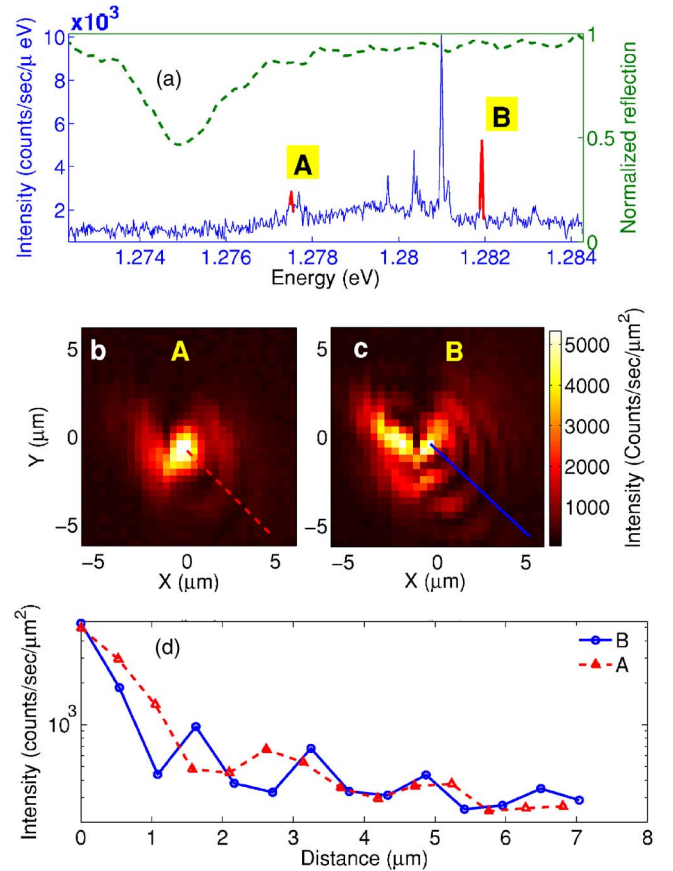 ×10³
10
8
6
4
2
Intensity (counts/sec/μ eV)
(a)
A
B
1
0.5
0
Normalized reflection
1.274 1.276 1.278 1.28 1.282 1.284
Energy (eV)
b A
c B
5
0
−5
Y (μm)
−5 0 5
X (μm)
−5 0 5
X (μm)
5000
4000
3000
2000
1000
Intensity (Counts/sec/μm²)
(d)
B
A
10³
Intensity (counts/sec/μm²)
0 1 2 3 4 5 6 7 8
Distance (μm)